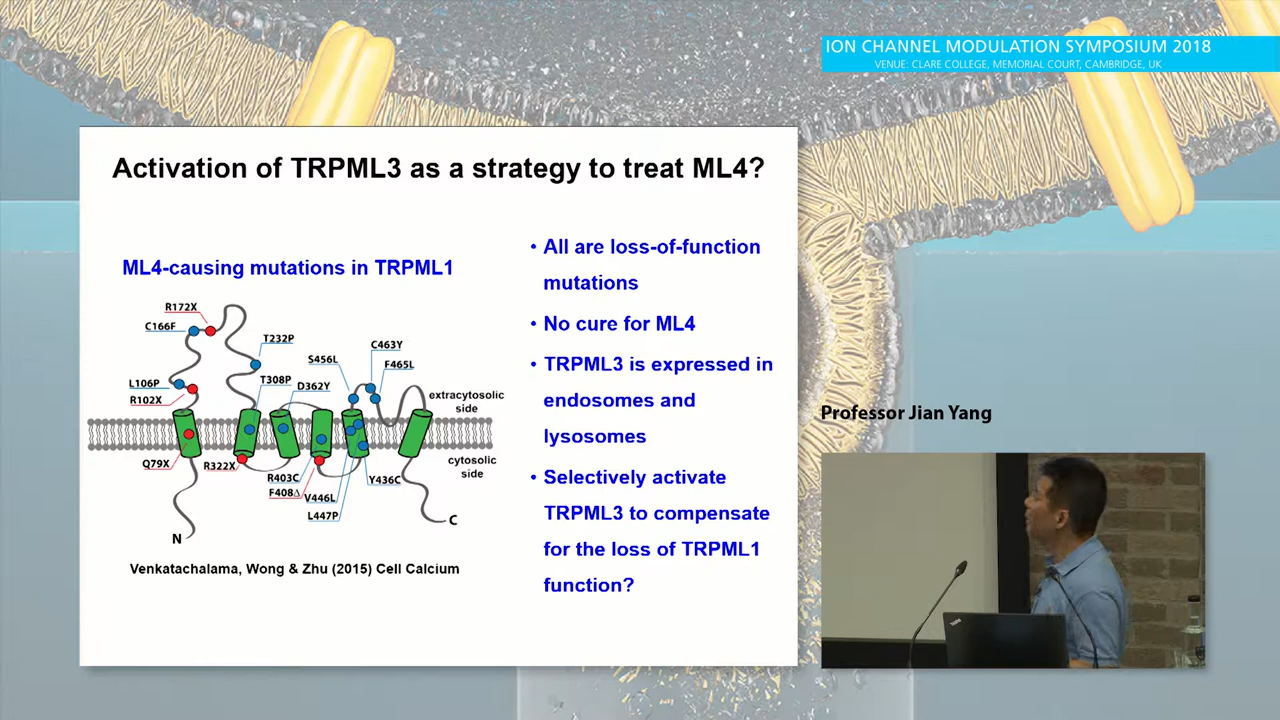 ION CHANNEL MODULATION SYMPOSIUM 2018
VENUE: CLARE COLLEGE, MEMORIAL COURT, CAMBRIDGE, UK
Activation of TRPML3 as a strategy to treat ML4?
ML4-causing mutations in TRPML1
R172X
C166F
T232P
C463Y
S456L
F465L
L106P
T308P
D362Y
R102X
extracytosolic
side
Q79X
R322X
cytosolic
side
R403C
Y436C
F408Δ
V446L
L447P
C
N
Venkatachalama, Wong & Zhu (2015) Cell Calcium
• All are loss-of-function
mutations
• No cure for ML4
• TRPML3 is expressed in
endosomes and
lysosomes
• Selectively activate
TRPML3 to compensate
for the loss of TRPML1
function?
Professor Jian Yang
ThinkPad